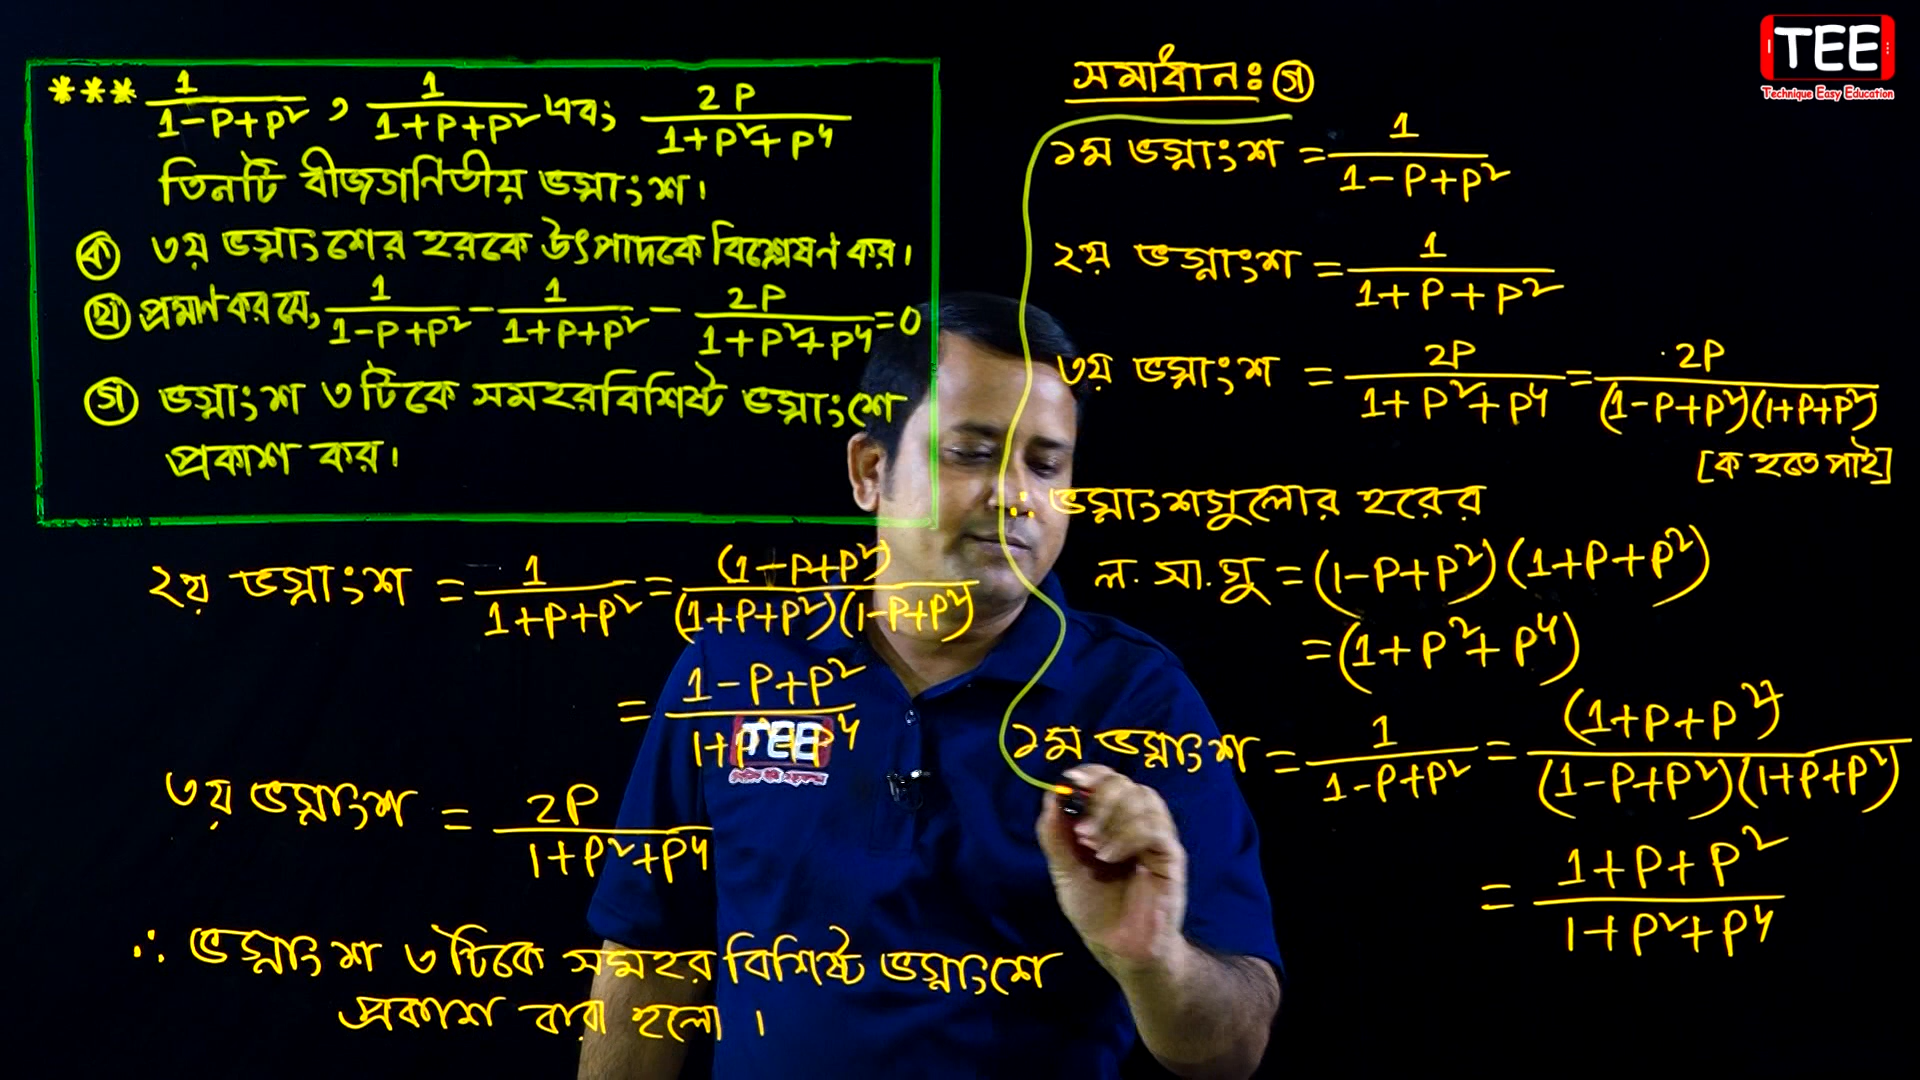 TEE
Technique Easy Education
*** 1/(1-P+P²), 1/(1+P+P²) এবং 2P/(1+P²+P⁴)
তিনটি বীজগণিতীয় ভগ্নাংশ।
ক ৩য় ভগ্নাংশের হরকে উৎপাদকে বিশ্লেষণ কর।
খ প্রমাণ কর যে, 1/(1-P+P²) - 1/(1+P+P²) - 2P/(1+P²+P⁴) = 0
গ ভগ্নাংশ ৩টিকে সমহরবিশিষ্ট ভগ্নাংশে
প্রকাশ কর।
সমাধানঃ গ
১ম ভগ্নাংশ = 1/(1-P+P²)
২য় ভগ্নাংশ = 1/(1+P+P²)
৩য় ভগ্নাংশ = 2P/(1+P²+P⁴) = 2P/((1-P+P²)(1+P+P²))
[ক হতে পাই]
∴ ভগ্নাংশগুলোর হরের
ল. সা. গু = (1-P+P²)(1+P+P²)
= (1+P²+P⁴)
১ম ভগ্নাংশ = 1/(1-P+P²) = (1+P+P²)/((1-P+P²)(1+P+P²))
= (1+P+P²)/(1+P²+P⁴)
২য় ভগ্নাংশ = 1/(1+P+P²) = (1-P+P²)/((1+P+P²)(1-P+P²))
= (1-P+P²)/(1+P²+P⁴)
TEE
৩য় ভগ্নাংশ = 2P/(1+P²+P⁴)
∴ ভগ্নাংশ ৩টিকে সমহর বিশিষ্ট ভগ্নাংশে
প্রকাশ করা হলো।